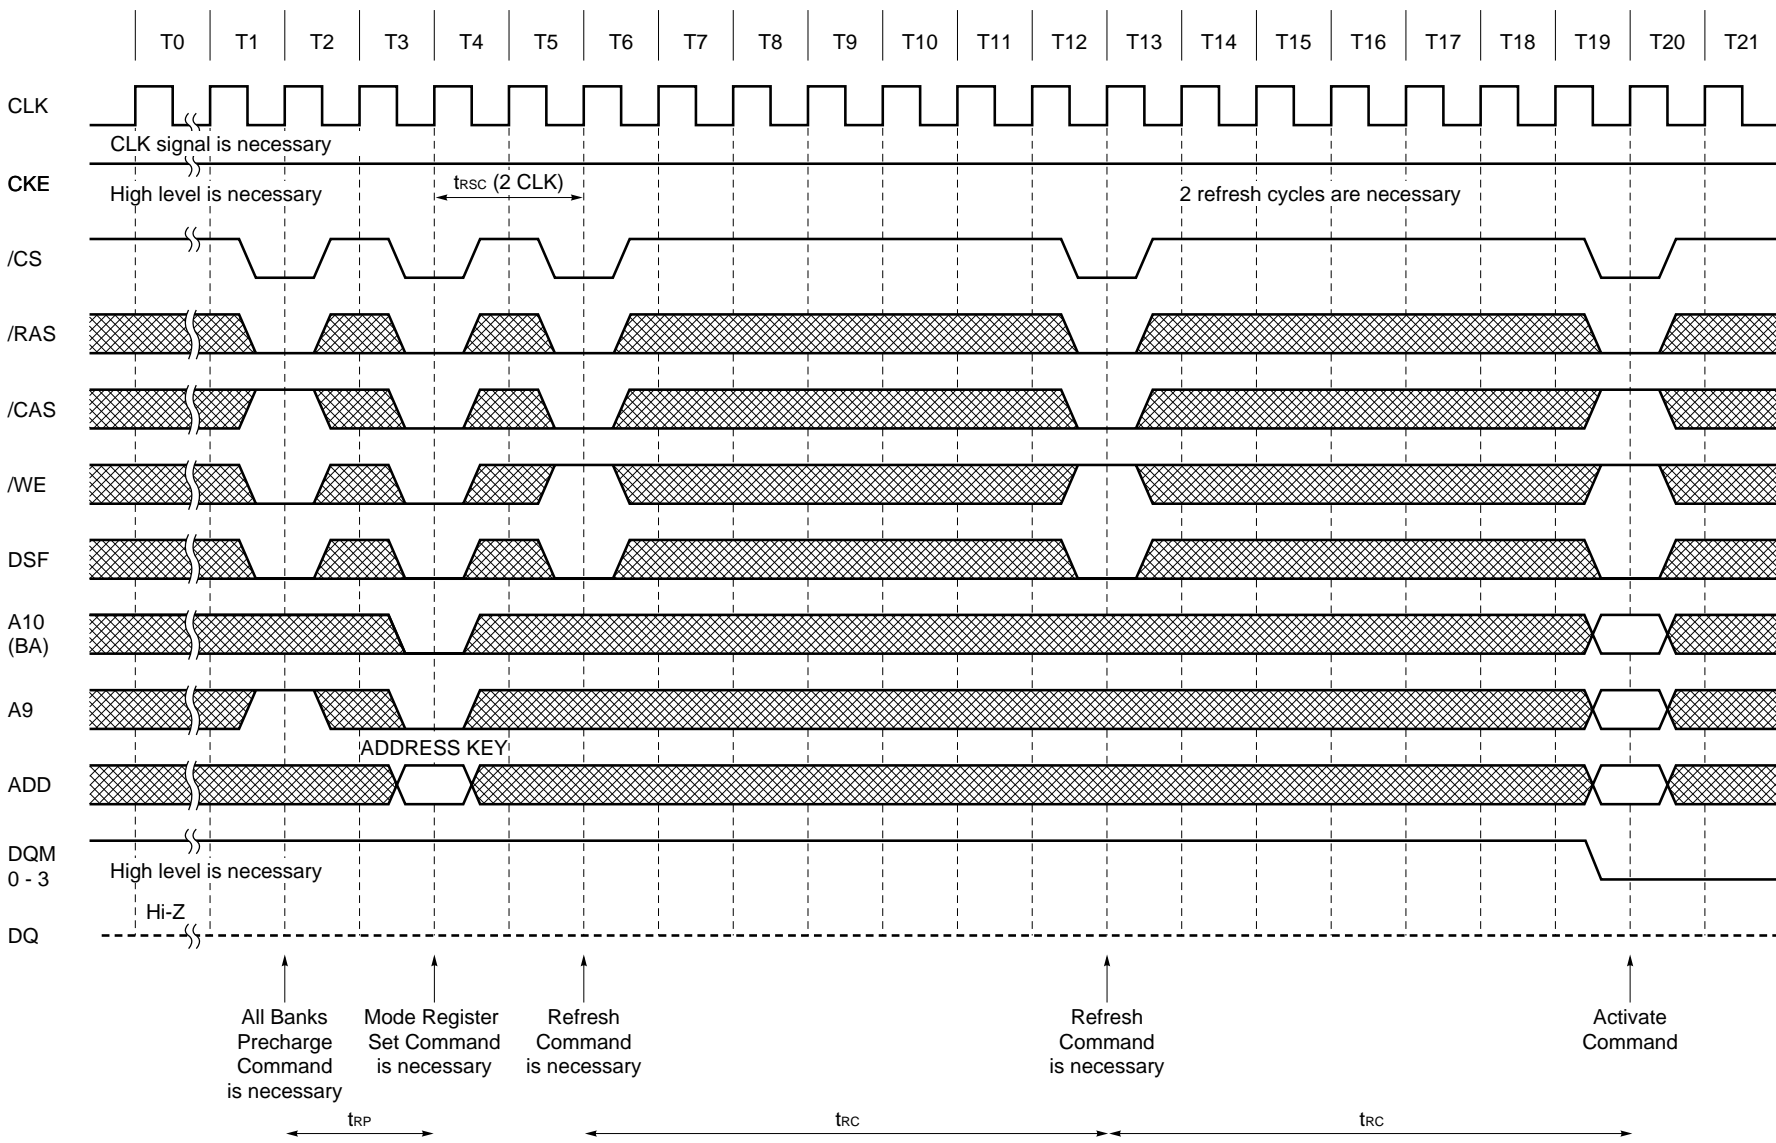 T0 T1 T2 T3 T4 T5 T6 T7 T8 T9 T10 T11 T12 T13 T14 T15 T16 T17 T18 T19 T20 T21
CLK
CLK signal is necessary
CKE
High level is necessary
tRSC (2 CLK)
2 refresh cycles are necessary
/CS
/RAS
/CAS
/WE
DSF
A10
(BA)
A9
ADDRESS KEY
ADD
DQM
0 - 3
High level is necessary
Hi-Z
DQ
All Banks
Precharge
Command
is necessary
Mode Register
Set Command
is necessary
Refresh
Command
is necessary
Refresh
Command
is necessary
Activate
Command
tRP
tRC
tRC